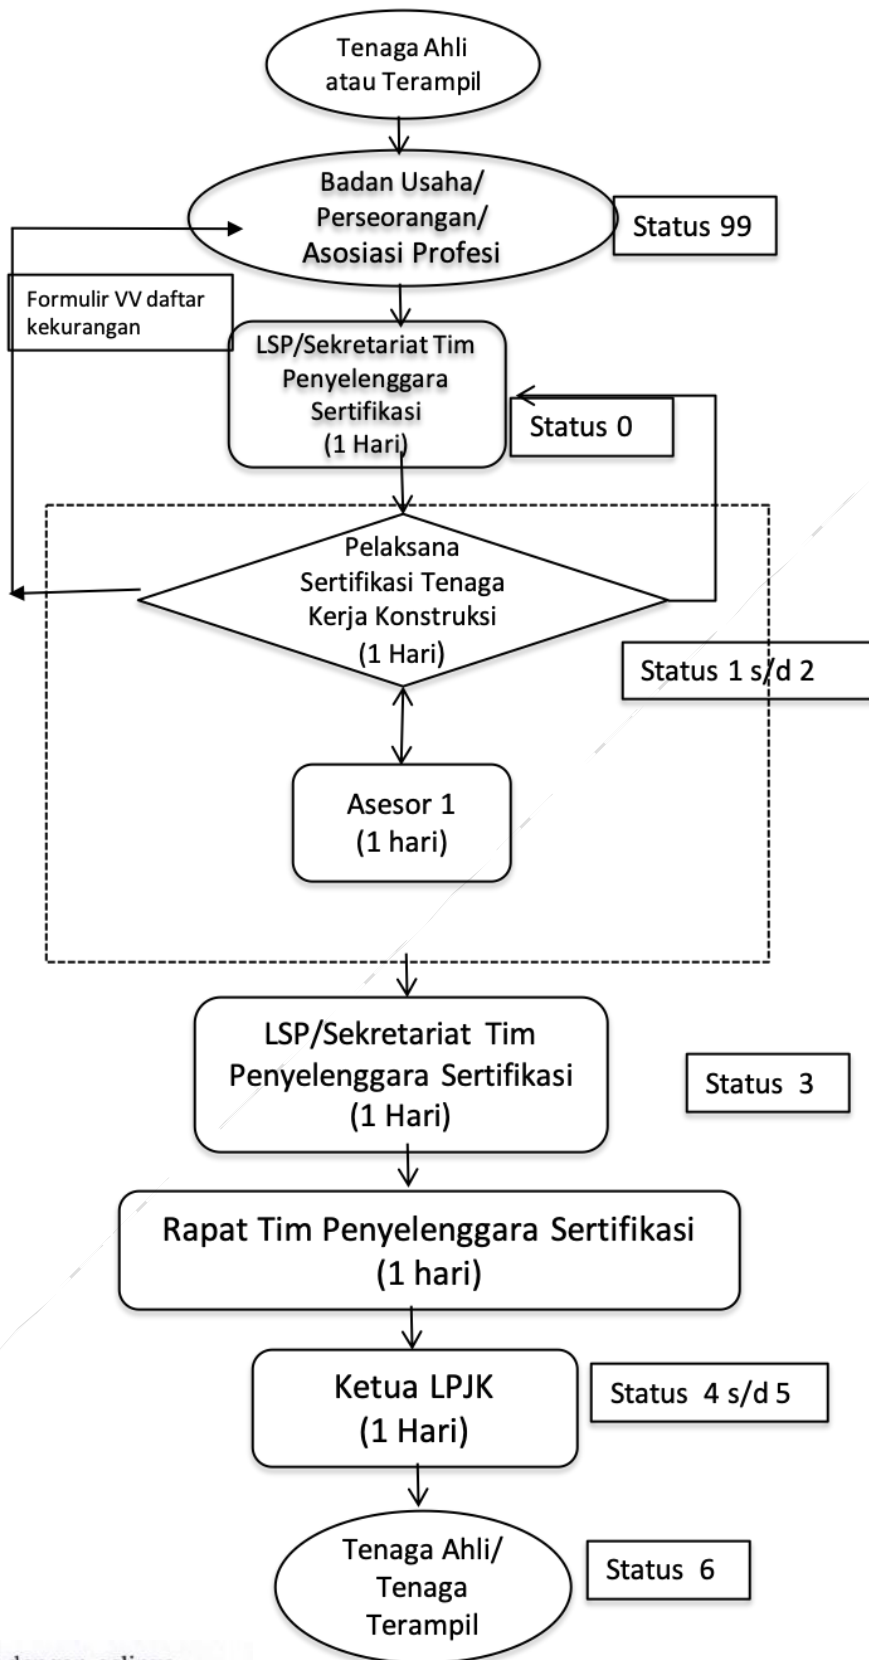 Tenaga Ahli
atau Terampil
Badan Usaha/
Perseorangan/
Asosiasi Profesi
Status 99
Formulir VV daftar
kekurangan
LSP/Sekretariat Tim
Penyelenggara
Sertifikasi
(1 Hari)
Status 0
Pelaksana
Sertifikasi Tenaga
Kerja Konstruksi
(1 Hari)
Status 1 s/d 2
Asesor 1
(1 hari)
LSP/Sekretariat Tim
Penyelenggara Sertifikasi
(1 Hari)
Status 3
Rapat Tim Penyelenggara Sertifikasi
(1 hari)
Ketua LPJK
(1 Hari)
Status 4 s/d 5
Tenaga Ahli/
Tenaga
Terampil
Status 6